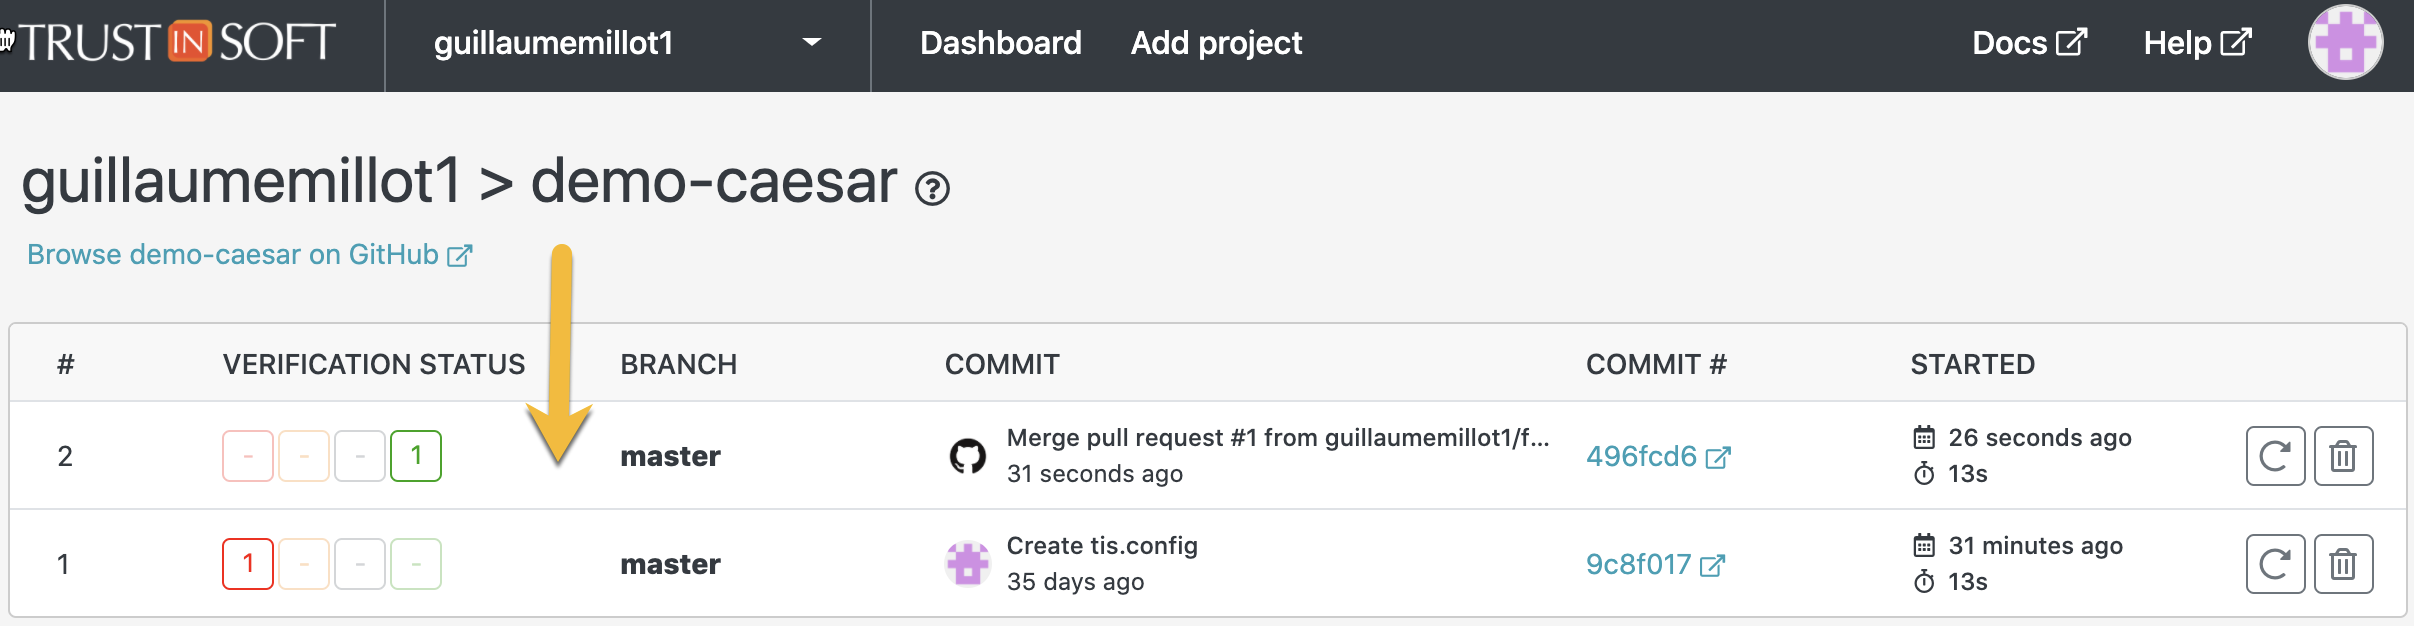 TRUST IN SOFT guillaumemillot1 Dashboard Add project Docs Help
guillaumemillot1 > demo-caesar ?
Browse demo-caesar on GitHub
# VERIFICATION STATUS BRANCH COMMIT COMMIT # STARTED
2 - - - 1 master Merge pull request #1 from guillaumemillot1/f... 496fcd6 26 seconds ago
31 seconds ago 13s
1 1 - - - master Create tis.config 9c8f017 31 minutes ago
35 days ago 13s